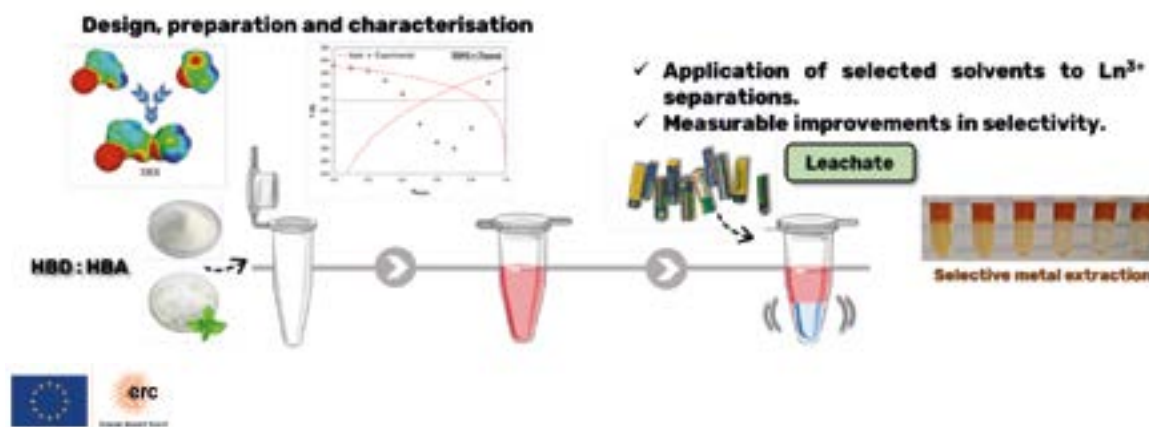 Design, preparation and characterisation
✓ Application of selected solvents to Ln³⁺
separations.
✓ Measurable improvements in selectivity.
Leachate
HBD : HBA
Selective metal extraction
erc